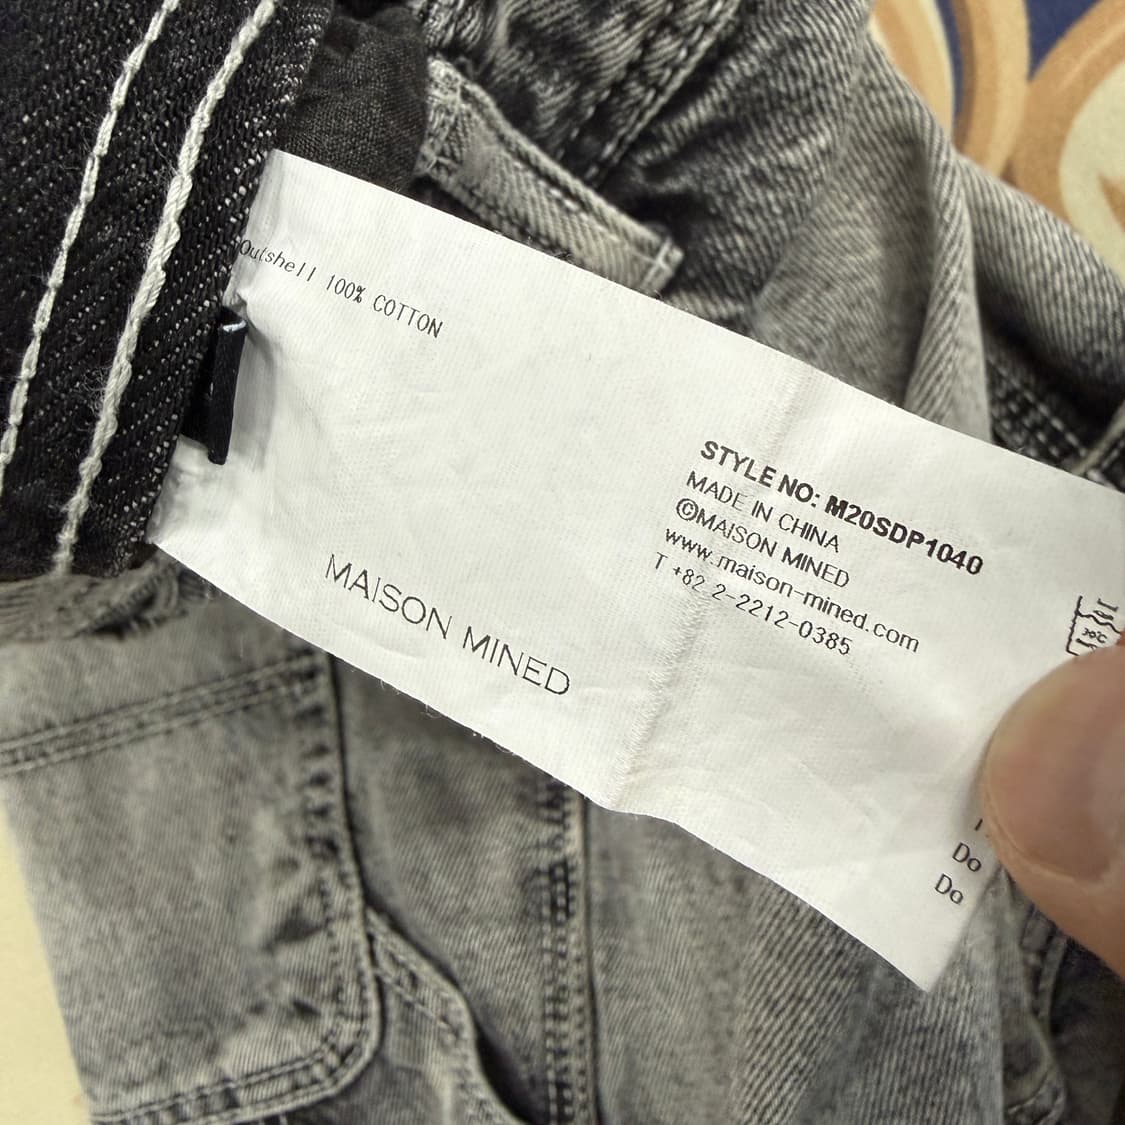 Outshell 100% COTTON
MAISON MINED
STYLE NO: M20SDP1040
MADE IN CHINA
©MAISON MINED
www.maison-mined.com
T +82 2-2212-0385
30℃
Do
Do